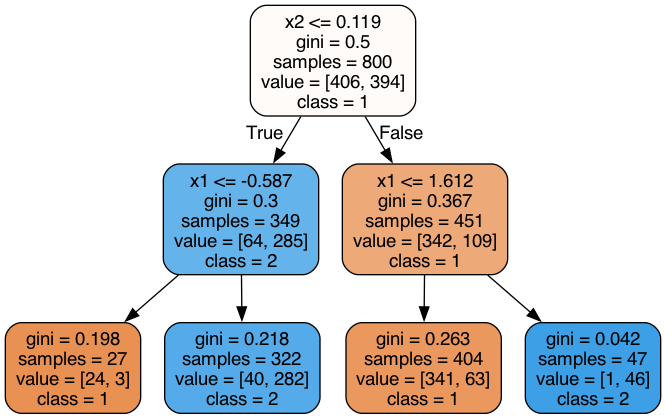 x2 <= 0.119
gini = 0.5
samples = 800
value = [406, 394]
class = 1
True
False
x1 <= -0.587
gini = 0.3
samples = 349
value = [64, 285]
class = 2
x1 <= 1.612
gini = 0.367
samples = 451
value = [342, 109]
class = 1
gini = 0.198
samples = 27
value = [24, 3]
class = 1
gini = 0.218
samples = 322
value = [40, 282]
class = 2
gini = 0.263
samples = 404
value = [341, 63]
class = 1
gini = 0.042
samples = 47
value = [1, 46]
class = 2